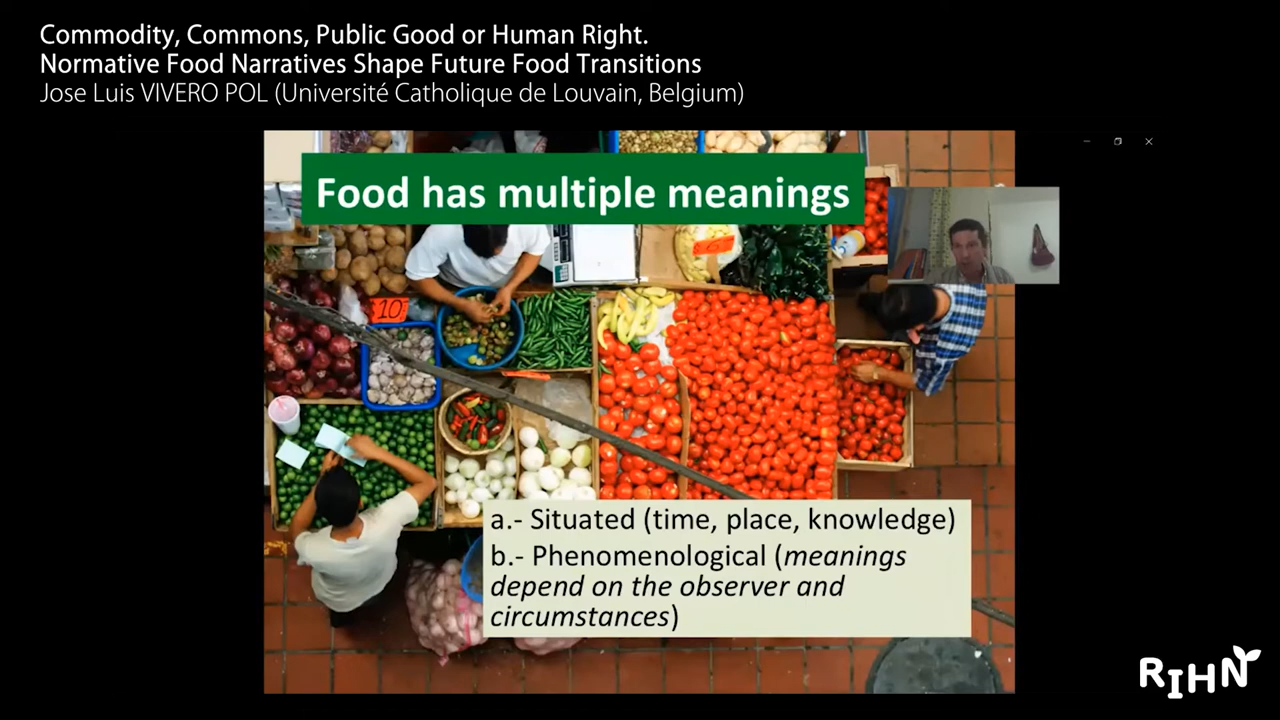 Commodity, Commons, Public Good or Human Right.
Normative Food Narratives Shape Future Food Transitions
Jose Luis VIVERO POL (Université Catholique de Louvain, Belgium)
Food has multiple meanings
$10
a.- Situated (time, place, knowledge)
b.- Phenomenological (meanings
depend on the observer and
circumstances)
RIHN